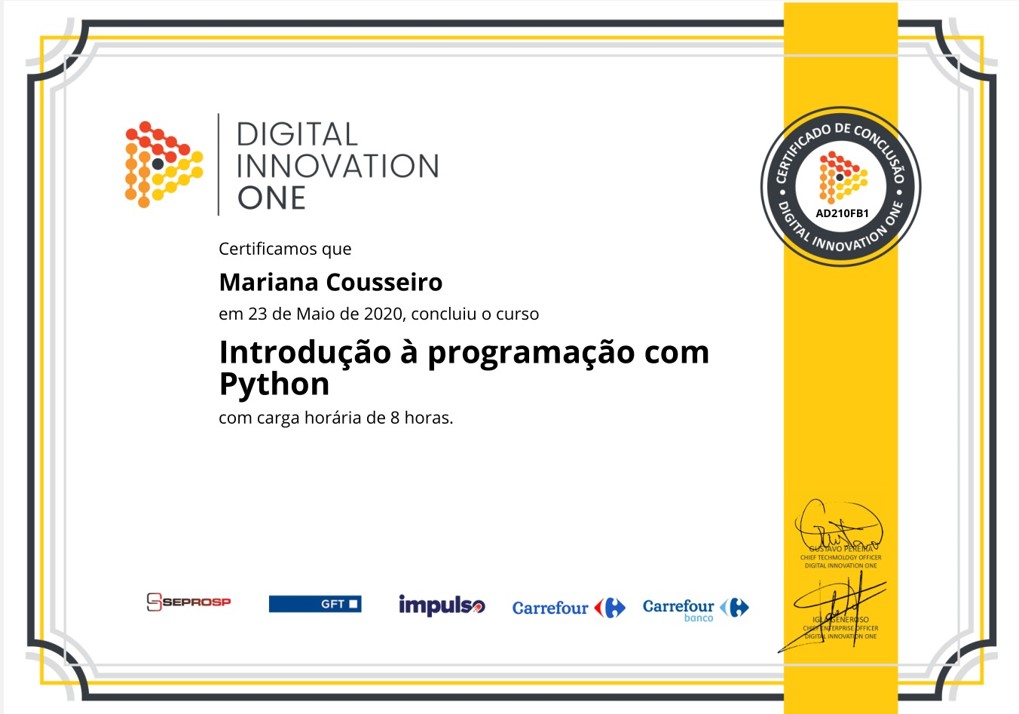 DIGITAL
INNOVATION
ONE
CERTIFICADO DE CONCLUSÃO
AD210FB1
DIGITAL INNOVATION ONE
Certificamos que
Mariana Cousseiro
em 23 de Maio de 2020, concluiu o curso
Introdução à programação com
Python
com carga horária de 8 horas.
GUSTAVO PEREIRA
CHIEF TECHNOLOGY OFFICER
DIGITAL INNOVATION ONE
SEPROSP
GFT
impulso
Carrefour
Carrefour
banco
GENEROSO
CHIEF ENTERPRISE OFFICER
DIGITAL INNOVATION ONE